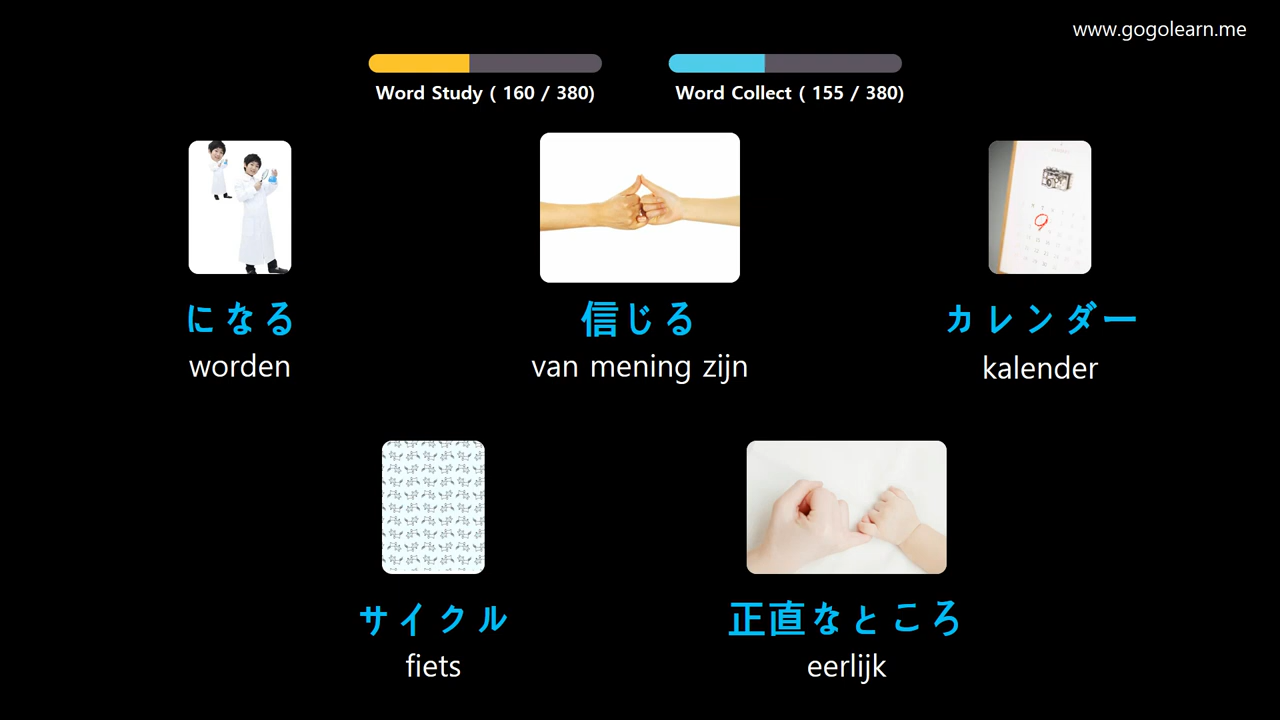 www.gogolearn.me
Word Study ( 160 / 380)
Word Collect ( 155 / 380)
になる
worden
信じる
van mening zijn
カレンダー
kalender
サイクル
fiets
正直なところ
eerlijk